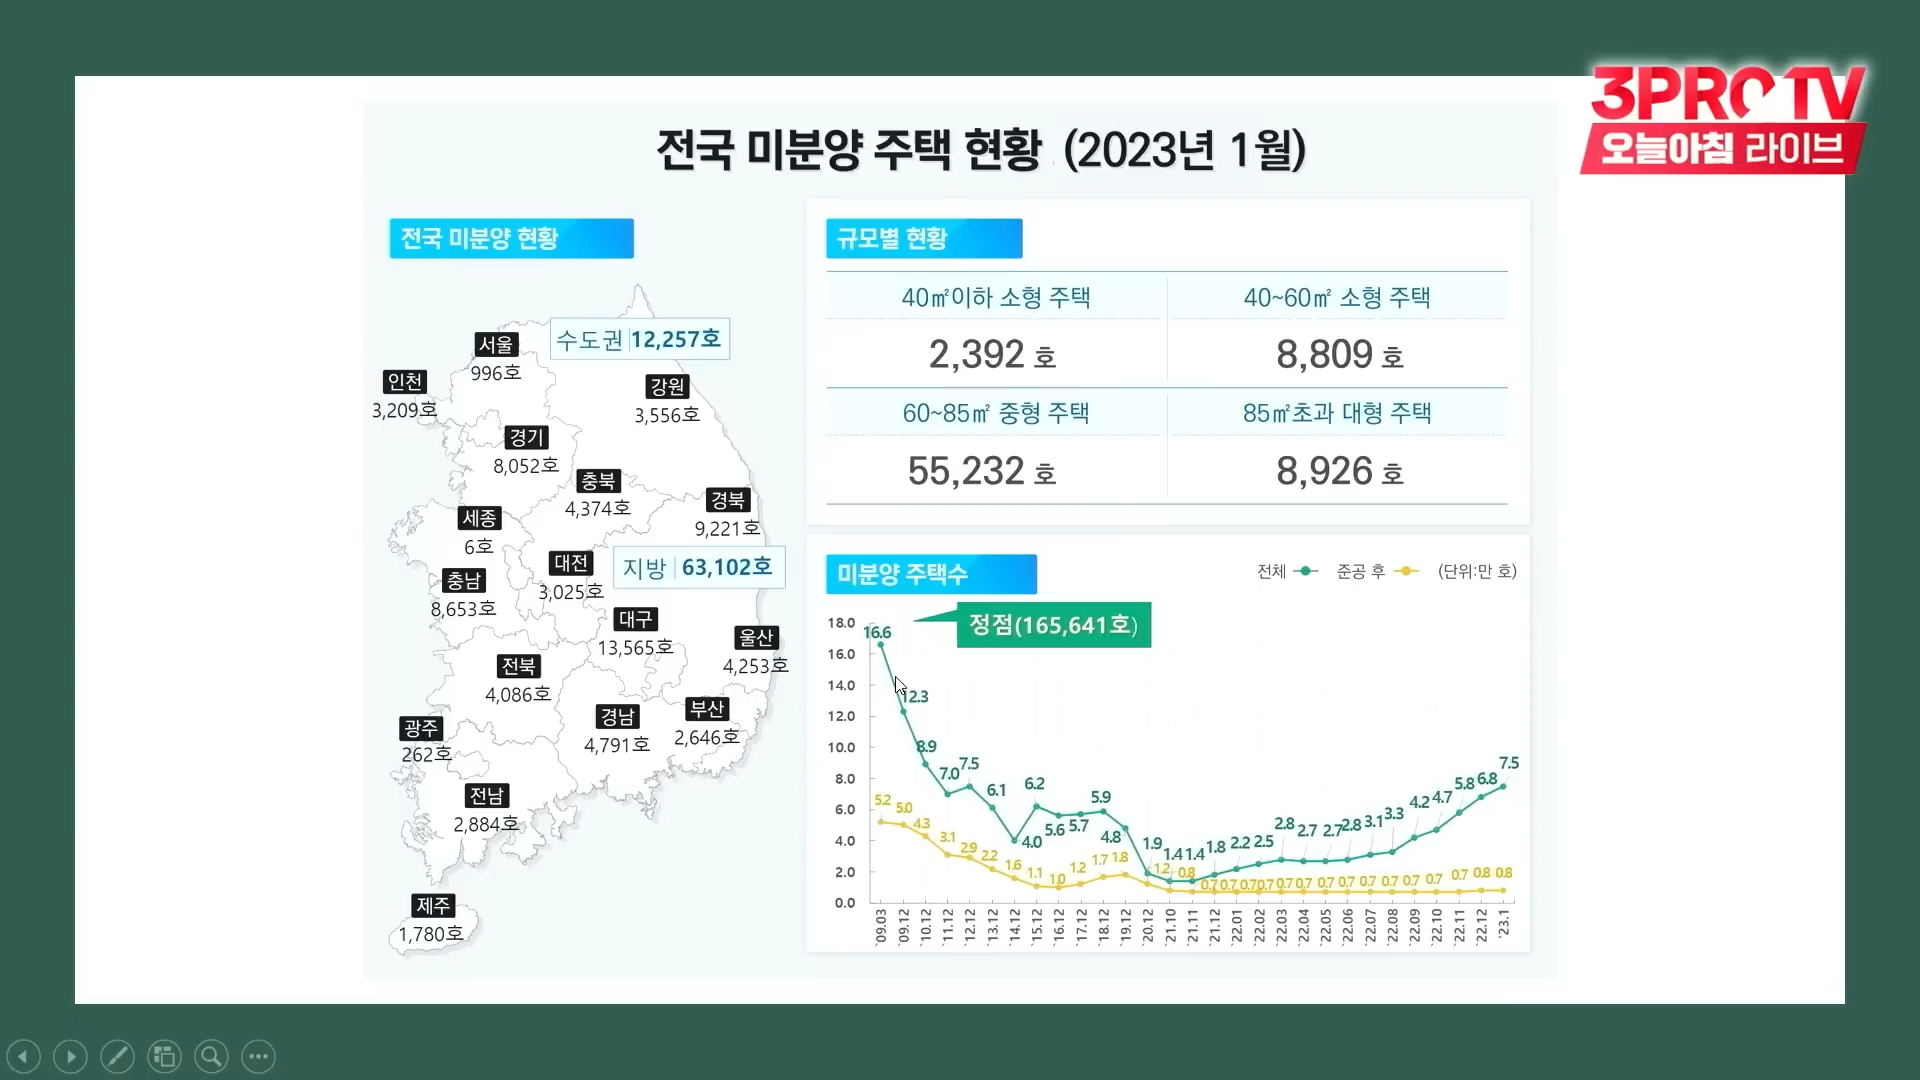 3PROTV
오늘아침 라이브
전국 미분양 주택 현황 (2023년 1월)
전국 미분양 현황
수도권 12,257호
서울
996호
인천
3,209호
강원
3,556호
경기
8,052호
충북
4,374호
경북
9,221호
세종
6호
대전
3,025호
지방 63,102호
충남
8,653호
대구
13,565호
울산
4,253호
전북
4,086호
경남
4,791호
부산
2,646호
광주
262호
전남
2,884호
제주
1,780호
규모별 현황
40㎡이하 소형 주택
2,392 호
40~60㎡ 소형 주택
8,809 호
60~85㎡ 중형 주택
55,232 호
85㎡초과 대형 주택
8,926 호
미분양 주택수
전체 준공 후 (단위:만 호)
정점(165,641호)
18.0
16.0
14.0
12.0
10.0
8.0
6.0
4.0
2.0
0.0
16.6 12.3 8.9 7.0 7.5 6.1 4.0 6.2 5.6 5.7 5.9 4.8 1.9 1.4 1.4 1.8 2.2 2.5 2.8 2.7 2.7 2.8 3.1 3.3 4.2 4.7 5.8 6.8 7.5
5.2 5.0 4.3 3.1 2.9 2.2 1.6 1.1 1.0 1.2 1.7 1.8 1.2 0.8 0.7 0.7 0.7 0.7 0.7 0.7 0.7 0.7 0.7 0.7 0.7 0.7 0.7 0.8 0.8
`09.03 `09.12 `10.12 `11.12 `12.12 `13.12 `14.12 `15.12 `16.12 `17.12 `18.12 `19.12 `20.12 `21.10 `21.11 `21.12 `22.01 `22.02 `22.03 `22.04 `22.05 `22.06 `22.07 `22.08 `22.09 `22.10 `22.11 `22.12 `23.1